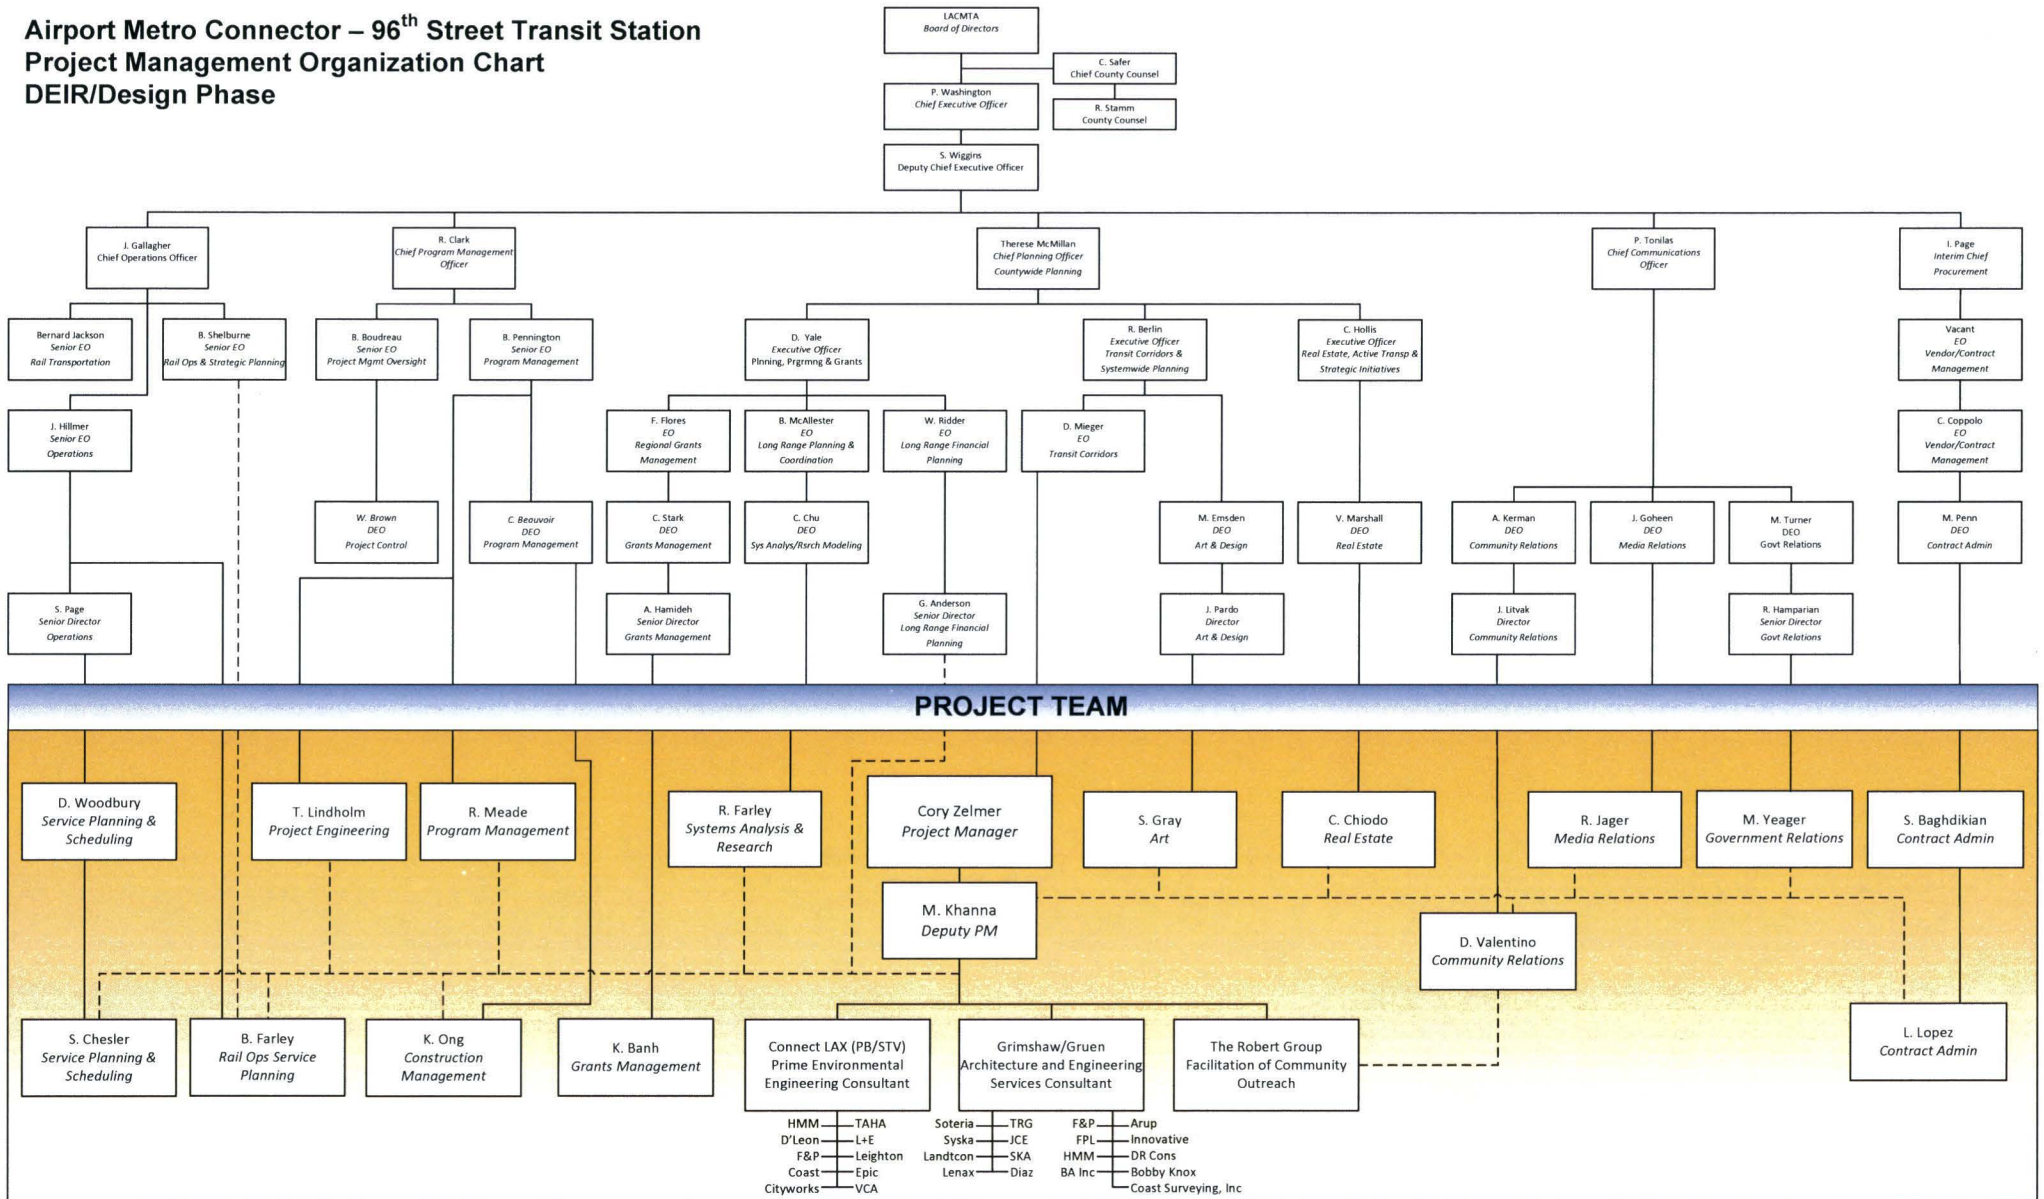 Airport Metro Connector – 96th Street Transit Station
Project Management Organization Chart
DEIR/Design Phase
LACMTA
Board of Directors
C. Safer
Chief County Counsel
P. Washington
Chief Executive Officer
R. Stamm
County Counsel
S. Wiggins
Deputy Chief Executive Officer
J. Gallagher
Chief Operations Officer
R. Clark
Chief Program Management
Officer
Therese McMillan
Chief Planning Officer
Countywide Planning
P. Tonilas
Chief Communications
Officer
I. Page
Interim Chief
Procurement
Bernard Jackson
Senior EO
Rail Transportation
B. Shelburne
Senior EO
Rail Ops & Strategic Planning
B. Boudreau
Senior EO
Project Mgmt Oversight
B. Pennington
Senior EO
Program Management
D. Yale
Executive Officer
Plnning, Prgrmng & Grants
R. Berlin
Executive Officer
Transit Corridors &
Systemwide Planning
C. Hollis
Executive Officer
Real Estate, Active Transp &
Strategic Initiatives
Vacant
EO
Vendor/Contract
Management
J. Hillmer
Senior EO
Operations
F. Flores
EO
Regional Grants
Management
B. McAllester
EO
Long Range Planning &
Coordination
W. Ridder
EO
Long Range Financial
Planning
D. Mieger
EO
Transit Corridors
C. Coppolo
EO
Vendor/Contract
Management
W. Brown
DEO
Project Control
C. Beauvoir
DEO
Program Management
C. Stark
DEO
Grants Management
C. Chu
DEO
Sys Analys/Rsrch Modeling
M. Emsden
DEO
Art & Design
V. Marshall
DEO
Real Estate
A. Kerman
DEO
Community Relations
J. Goheen
DEO
Media Relations
M. Turner
DEO
Govt Relations
M. Penn
DEO
Contract Admin
S. Page
Senior Director
Operations
A. Hamideh
Senior Director
Grants Management
G. Anderson
Senior Director
Long Range Financial
Planning
J. Pardo
Director
Art & Design
J. Litvak
Director
Community Relations
R. Hamparian
Senior Director
Govt Relations
PROJECT TEAM
D. Woodbury
Service Planning &
Scheduling
T. Lindholm
Project Engineering
R. Meade
Program Management
R. Farley
Systems Analysis &
Research
Cory Zelmer
Project Manager
S. Gray
Art
C. Chiodo
Real Estate
R. Jager
Media Relations
M. Yeager
Government Relations
S. Baghdikian
Contract Admin
M. Khanna
Deputy PM
D. Valentino
Community Relations
S. Chesler
Service Planning &
Scheduling
B. Farley
Rail Ops Service
Planning
K. Ong
Construction
Management
K. Banh
Grants Management
Connect LAX (PB/STV)
Prime Environmental
Engineering Consultant
Grimshaw/Gruen
Architecture and Engineering
Services Consultant
The Robert Group
Facilitation of Community
Outreach
L. Lopez
Contract Admin
HMM TAHA
D'Leon L+E
F&P Leighton
Coast Epic
Cityworks VCA
Soteria TRG
Syska JCE
Landtcon SKA
Lenax Diaz
F&P Arup
FPL Innovative
HMM DR Cons
BA Inc Bobby Knox
Coast Surveying, Inc